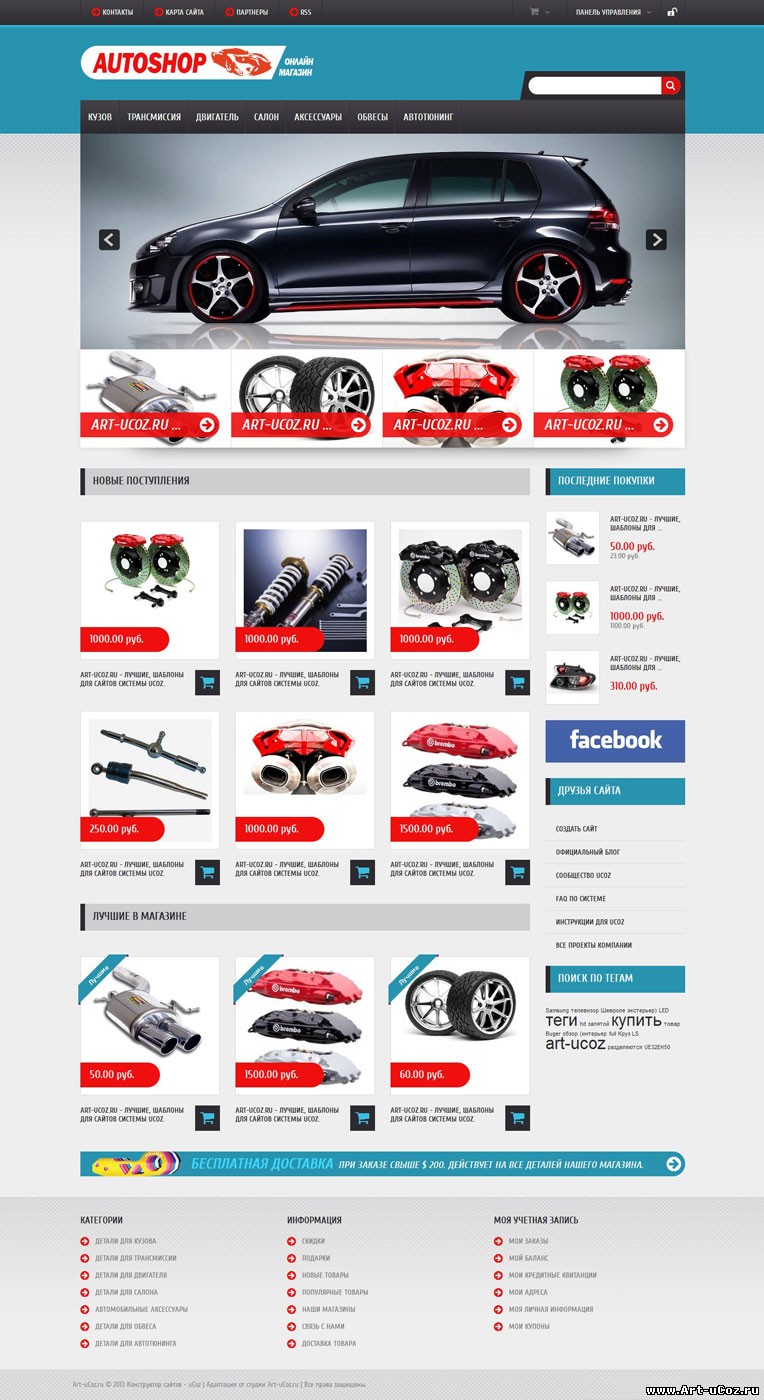 КОНТАКТЫ КАРТА САЙТА ПАРТНЕРЫ RSS ПАНЕЛЬ УПРАВЛЕНИЯ
AUTOSHOP ОНЛАЙН
МАГАЗИН
КУЗОВ ТРАНСМИССИЯ ДВИГАТЕЛЬ САЛОН АКСЕССУАРЫ ОБВЕСЫ АВТОТЮНИНГ
ART-UCOZ.RU ... ART-UCOZ.RU ... ART-UCOZ.RU ... ART-UCOZ.RU ...
НОВЫЕ ПОСТУПЛЕНИЯ
1000.00 руб. 1000.00 руб. 1000.00 руб.
ART-UCOZ.RU - ЛУЧШИЕ, ШАБЛОНЫ
ДЛЯ САЙТОВ СИСТЕМЫ UCOZ.
ART-UCOZ.RU - ЛУЧШИЕ, ШАБЛОНЫ
ДЛЯ САЙТОВ СИСТЕМЫ UCOZ.
brembo
ART-UCOZ.RU - ЛУЧШИЕ, ШАБЛОНЫ
ДЛЯ САЙТОВ СИСТЕМЫ UCOZ.
250.00 руб. 1000.00 руб. 1500.00 руб.
ART-UCOZ.RU - ЛУЧШИЕ, ШАБЛОНЫ
ДЛЯ САЙТОВ СИСТЕМЫ UCOZ.
ART-UCOZ.RU - ЛУЧШИЕ, ШАБЛОНЫ
ДЛЯ САЙТОВ СИСТЕМЫ UCOZ.
brembo
brembo
ART-UCOZ.RU - ЛУЧШИЕ, ШАБЛОНЫ
ДЛЯ САЙТОВ СИСТЕМЫ UCOZ.
ЛУЧШИЕ В МАГАЗИНЕ
Лучшие Лучшие Лучшие
brembo
brembo
50.00 руб. 1500.00 руб. 60.00 руб.
ART-UCOZ.RU - ЛУЧШИЕ, ШАБЛОНЫ
ДЛЯ САЙТОВ СИСТЕМЫ UCOZ.
ART-UCOZ.RU - ЛУЧШИЕ, ШАБЛОНЫ
ДЛЯ САЙТОВ СИСТЕМЫ UCOZ.
ART-UCOZ.RU - ЛУЧШИЕ, ШАБЛОНЫ
ДЛЯ САЙТОВ СИСТЕМЫ UCOZ.
ПОСЛЕДНИЕ ПОКУПКИ
ART-UCOZ.RU - ЛУЧШИЕ,
ШАБЛОНЫ ДЛЯ ...
50.00 руб.
23.00 руб.
ART-UCOZ.RU - ЛУЧШИЕ,
ШАБЛОНЫ ДЛЯ ...
1000.00 руб.
1100.00 руб.
ART-UCOZ.RU - ЛУЧШИЕ,
ШАБЛОНЫ ДЛЯ ...
310.00 руб.
facebook
ДРУЗЬЯ САЙТА
СОЗДАТЬ САЙТ
ОФИЦИАЛЬНЫЙ БЛОГ
СООБЩЕСТВО UCOZ
FAQ ПО СИСТЕМЕ
ИНСТРУКЦИИ ДЛЯ UCOZ
ВСЕ ПРОЕКТЫ КОМПАНИИ
ПОИСК ПО ТЕГАМ
Samsung телевизор Шевроле экстерьер) LED
теги hd запятой купить товар
Buger обзор (интерьер full Круз LS
art-ucoz разделяются UE32EH50
БЕСПЛАТНАЯ ДОСТАВКА ПРИ ЗАКАЗЕ СВЫШЕ $ 200. ДЕЙСТВУЕТ НА ВСЕ ДЕТАЛЕЙ НАШЕГО МАГАЗИНА.
КАТЕГОРИИ
ДЕТАЛИ ДЛЯ КУЗОВА
ДЕТАЛИ ДЛЯ ТРАНСМИССИИ
ДЕТАЛИ ДЛЯ ДВИГАТЕЛЯ
ДЕТАЛИ ДЛЯ САЛОНА
АВТОМОБИЛЬНЫЕ АКСЕССУАРЫ
ДЕТАЛИ ДЛЯ ОБВЕСА
ДЕТАЛИ ДЛЯ АВТОТЮНИНГА
ИНФОРМАЦИЯ
СКИДКИ
ПОДАРКИ
НОВЫЕ ТОВАРЫ
ПОПУЛЯРНЫЕ ТОВАРЫ
НАШИ МАГАЗИНЫ
СВЯЗЬ С НАМИ
ДОСТАВКА ТОВАРА
МОЯ УЧЕТНАЯ ЗАПИСЬ
МОИ ЗАКАЗЫ
МОЙ БАЛАНС
МОИ КРЕДИТНЫЕ КВИТАНЦИИ
МОИ АДРЕСА
МОЯ ЛИЧНАЯ ИНФОРМАЦИЯ
МОИ КУПОНЫ
Art-uCoz.ru © 2013 Конструктор сайтов - uCoz | Адаптация от студии Art-uCoz.ru | Все права защищены.
www.Art-uCoz.ru